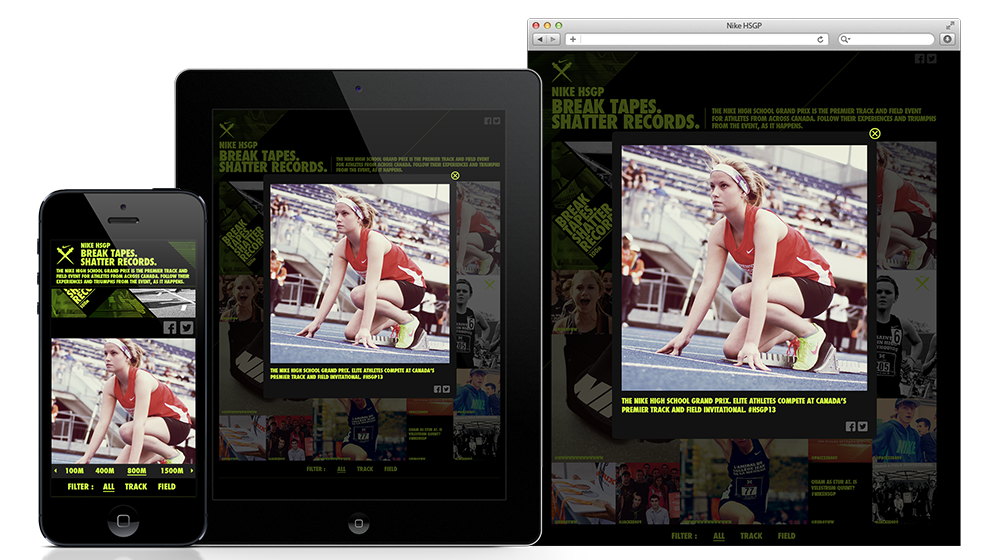 NIKE HSGP
BREAK TAPES.
SHATTER RECORDS.
THE NIKE HIGH SCHOOL GRAND PRIX IS THE PREMIER TRACK AND
FIELD EVENT FOR ATHLETES FROM ACROSS CANADA. FOLLOW THEIR
EXPERIENCES AND TRIUMPHS FROM THE EVENT, AS IT HAPPENS.
100M 400M 800M 1500M
FILTER : ALL TRACK FIELD
NIKE HSGP
BREAK TAPES.
SHATTER RECORDS.
THE NIKE HIGH SCHOOL GRAND PRIX IS THE PREMIER TRACK AND FIELD EVENT
FOR ATHLETES FROM ACROSS CANADA. FOLLOW THEIR EXPERIENCES AND TRIUMPHS
FROM THE EVENT, AS IT HAPPENS.
BREAK
TAPES
SHATTER
RECORDS
THE NIKE HIGH SCHOOL GRAND PRIX. ELITE ATHLETES COMPETE AT CANADA'S
PREMIER TRACK AND FIELD INVITATIONAL. #HSGP13
77
FILTER : ALL TRACK FIELD
Nike HSGP
NIKE HSGP
BREAK TAPES.
SHATTER RECORDS.
THE NIKE HIGH SCHOOL GRAND PRIX IS THE PREMIER TRACK AND FIELD EVENT
FOR ATHLETES FROM ACROSS CANADA. FOLLOW THEIR EXPERIENCES AND TRIUMPHS
FROM THE EVENT, AS IT HAPPENS.
THE NIKE HIGH SCHOOL GRAND PRIX. ELITE ATHLETES COMPETE AT CANADA'S
PREMIER TRACK AND FIELD INVITATIONAL. #HSGP13
6
77
NIKE
FILTER : ALL TRACK FIELD